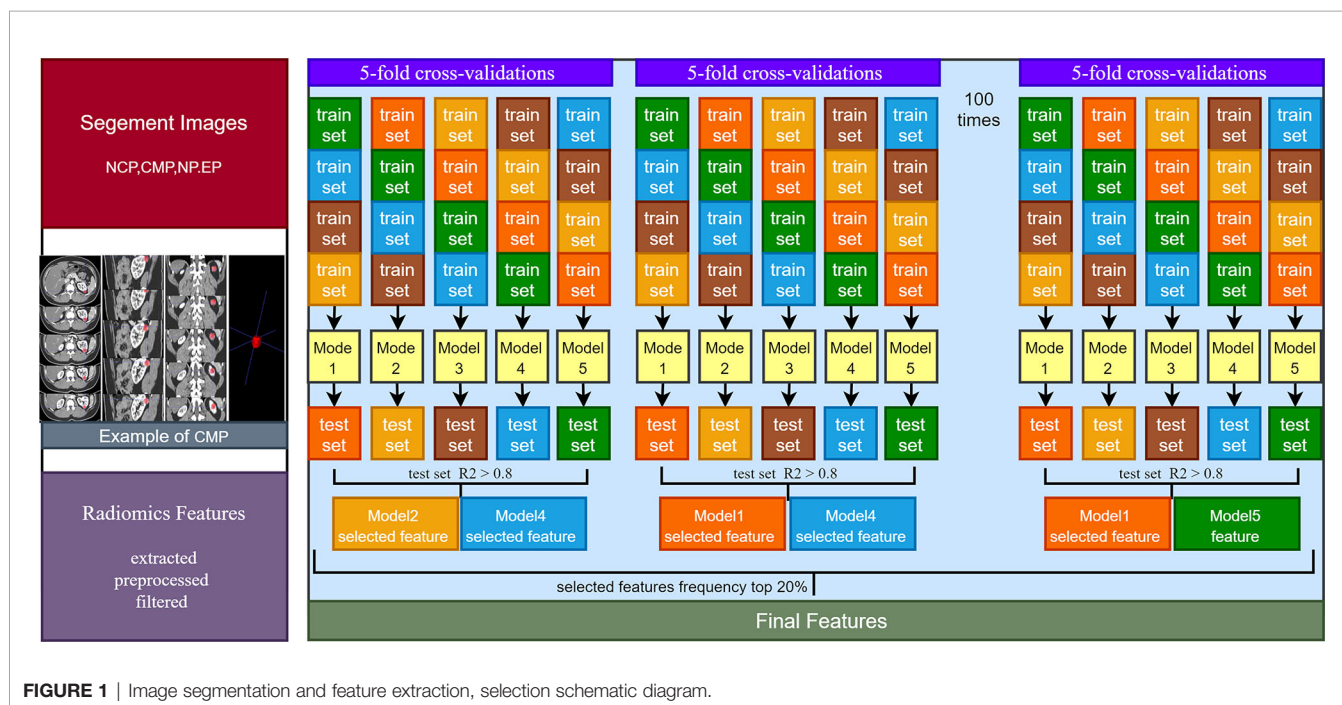 Segement Images
NCP,CMP,NP.EP
Example of CMP
Radiomics Features
extracted
preprocessed
filtered
5-fold cross-validations
train set train set train set train set train set
train set train set train set train set train set
train set train set train set train set train set
train set train set train set train set train set
Mode 1 Mode 2 Model 3 Model 4 Model 5
test set test set test set test set test set
test set R2 > 0.8
Model2 selected feature
Model4 selected feature
5-fold cross-validations
train set train set train set train set train set
train set train set train set train set train set
train set train set train set train set train set
train set train set train set train set train set
Mode 1 Mode 2 Model 3 Model 4 Model 5
test set test set test set test set test set
test set R2 > 0.8
Model1 selected feature
Model4 selected feature
100 times
5-fold cross-validations
train set train set train set train set train set
train set train set train set train set train set
train set train set train set train set train set
train set train set train set train set train set
Mode 1 Model 2 Model 3 Model 4 Model 5
test set test set test set test set test set
test set R2 > 0.8
Model1 selected feature
Model5 feature
selected features frequency top 20%
Final Features
FIGURE 1 | Image segmentation and feature extraction, selection schematic diagram.